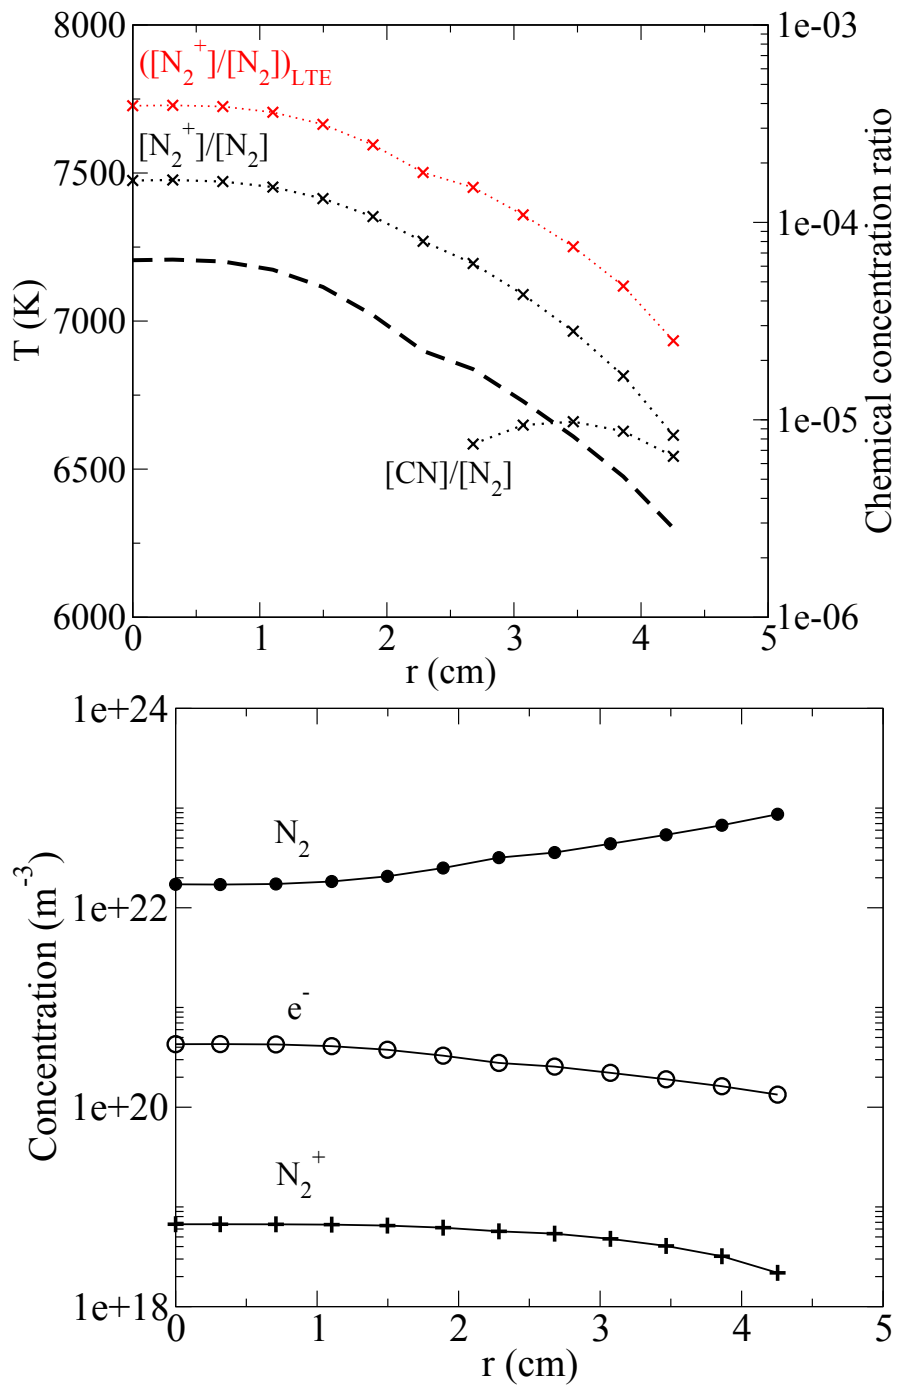 8000
1e-03
([N₂⁺]/[N₂])LTE
[N₂⁺]/[N₂]
7500
1e-04
T (K)
7000
Chemical concentration ratio
1e-05
6500
[CN]/[N₂]
6000
1e-06
0 1 2 3 4 5
r (cm)
1e+24
N₂
1e+22
Concentration (m⁻³)
e⁻
1e+20
N₂⁺
1e+18
0 1 2 3 4 5
r (cm)